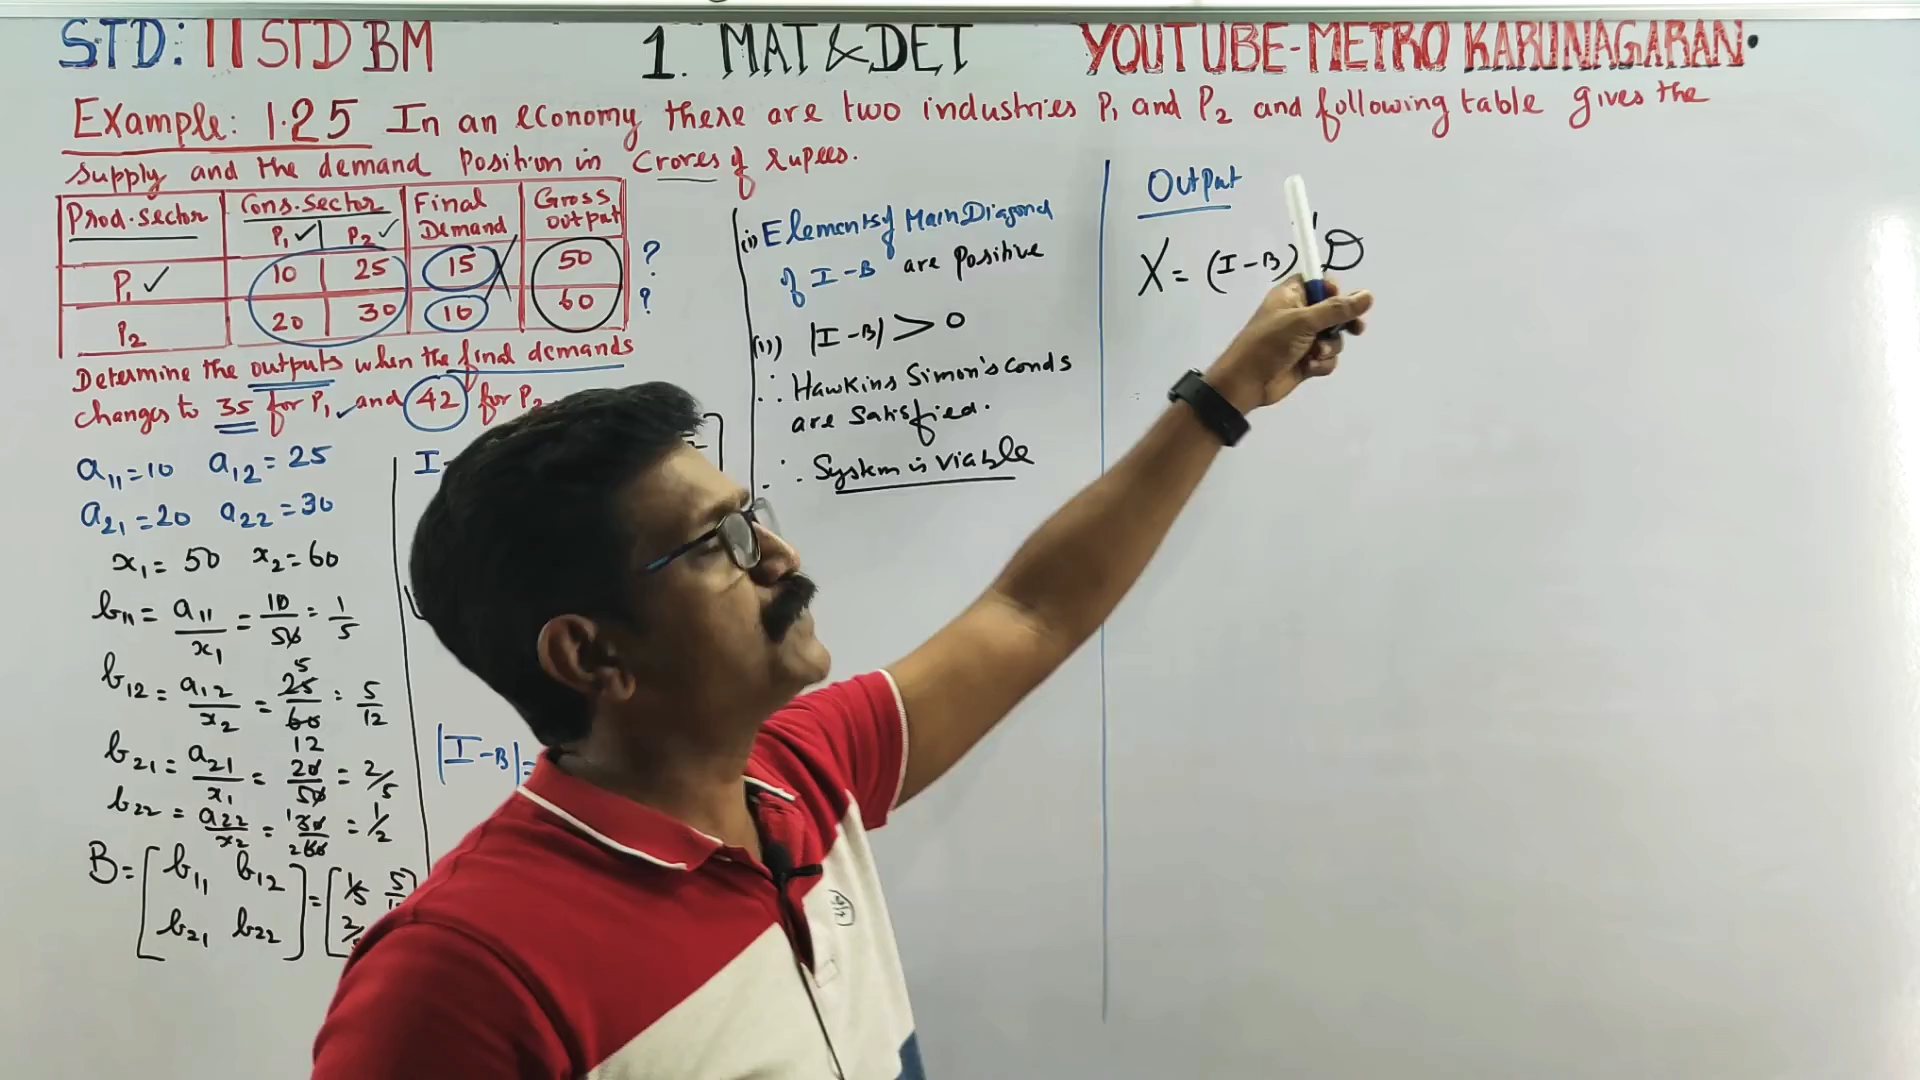 STD: 11 STD BM 1. MAT & DET YOUTUBE-METRO KARUNAGARAN.
Example: 1.25 In an economy there are two industries P₁ and P₂ and following table gives the
supply and the demand position in Crores of rupees.
Prod. sector Cons. sector Final Demand Gross output
P₁ ✓ P₂ ✓
P₁ ✓ 10 25 15 50 ?
P₂ 20 30 10 60 ?
Determine the outputs when the final demands
changes to 35 for P₁ ✓ and 42 for P₂
a₁₁ = 10 a₁₂ = 25
a₂₁ = 20 a₂₂ = 30
x₁ = 50 x₂ = 60
b₁₁ = a₁₁/x₁ = 10/50 = 1/5
b₁₂ = a₁₂/x₂ = 25/60 = 5/12
b₂₁ = a₂₁/x₁ = 20/50 = 2/5
b₂₂ = a₂₂/x₂ = 30/60 = 1/2
B = [b₁₁ b₁₂ = [1/5
b₂₁ b₂₂]
I-
|I-B| =
(i) Elements of Main Diagonal
of I-B are positive
(ii) |I-B| > 0
∴ Hawkins Simon's conds
are satisfied.
∴ System is viable
Output
X = (I-B) D